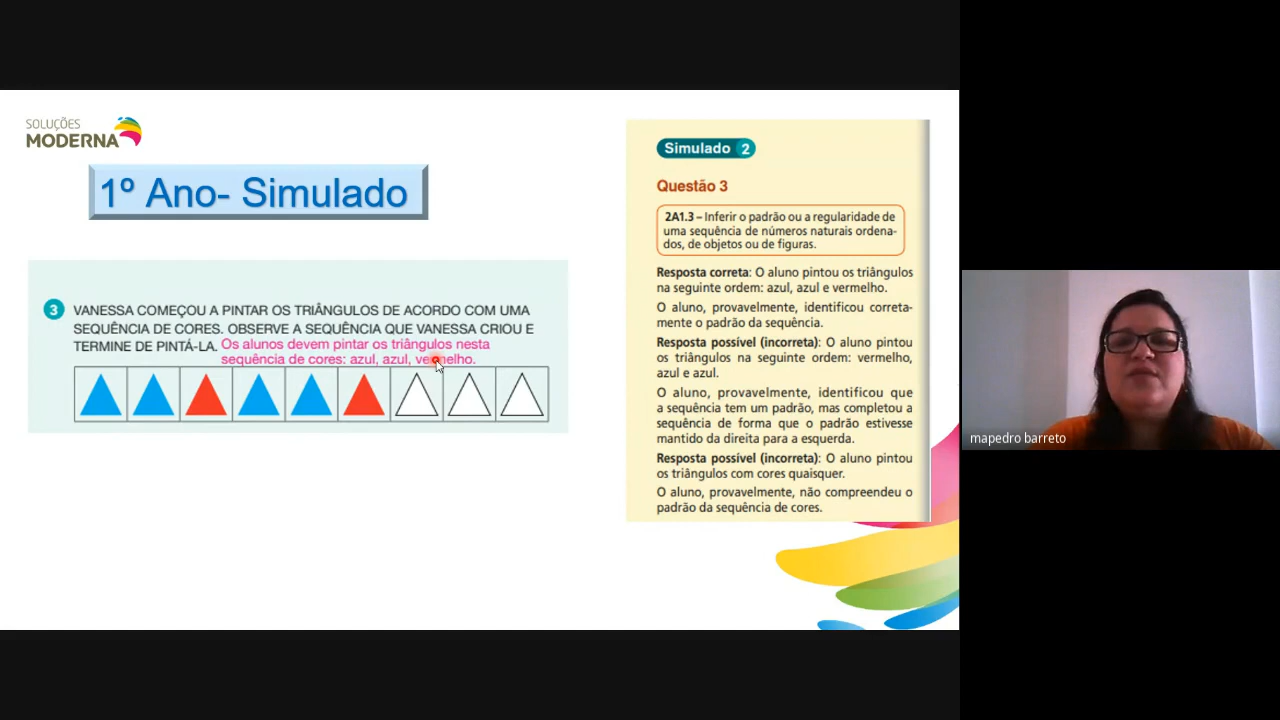 SOLUÇÕES
MODERNA
1º Ano- Simulado
3 VANESSA COMEÇOU A PINTAR OS TRIÂNGULOS DE ACORDO COM UMA
SEQUÊNCIA DE CORES. OBSERVE A SEQUÊNCIA QUE VANESSA CRIOU E
TERMINE DE PINTÁ-LA. Os alunos devem pintar os triângulos nesta
sequência de cores: azul, azul, vermelho.
Simulado 2
Questão 3
2A1.3 – Inferir o padrão ou a regularidade de
uma sequência de números naturais ordena-
dos, de objetos ou de figuras.
Resposta correta: O aluno pintou os triângulos
na seguinte ordem: azul, azul e vermelho.
O aluno, provavelmente, identificou correta-
mente o padrão da sequência.
Resposta possível (incorreta): O aluno pintou
os triângulos na seguinte ordem: vermelho,
azul e azul.
O aluno, provavelmente, identificou que
a sequência tem um padrão, mas completou a
sequência de forma que o padrão estivesse
mantido da direita para a esquerda.
Resposta possível (incorreta): O aluno pintou
os triângulos com cores quaisquer.
O aluno, provavelmente, não compreendeu o
padrão da sequência de cores.
mapedro barreto